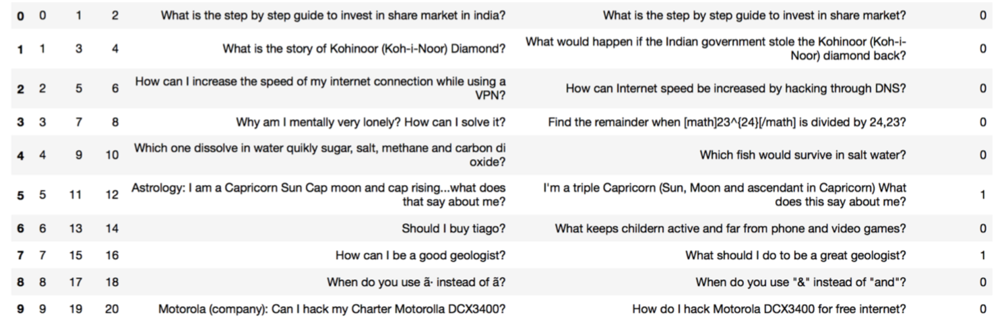 0 0 1 2 What is the step by step guide to invest in share market in india? What is the step by step guide to invest in share market? 0
1 1 3 4 What is the story of Kohinoor (Koh-i-Noor) Diamond? What would happen if the Indian government stole the Kohinoor (Koh-i-
Noor) diamond back? 0
2 2 5 6 How can I increase the speed of my internet connection while using a
VPN? How can Internet speed be increased by hacking through DNS? 0
3 3 7 8 Why am I mentally very lonely? How can I solve it? Find the remainder when [math]23^{24}[/math] is divided by 24,23? 0
4 4 9 10 Which one dissolve in water quikly sugar, salt, methane and carbon di
oxide? Which fish would survive in salt water? 0
5 5 11 12 Astrology: I am a Capricorn Sun Cap moon and cap rising...what does
that say about me? I'm a triple Capricorn (Sun, Moon and ascendant in Capricorn) What
does this say about me? 1
6 6 13 14 Should I buy tiago? What keeps childern active and far from phone and video games? 0
7 7 15 16 How can I be a good geologist? What should I do to be a great geologist? 1
8 8 17 18 When do you use ã· instead of ã? When do you use "&" instead of "and"? 0
9 9 19 20 Motorola (company): Can I hack my Charter Motorolla DCX3400? How do I hack Motorola DCX3400 for free internet? 0